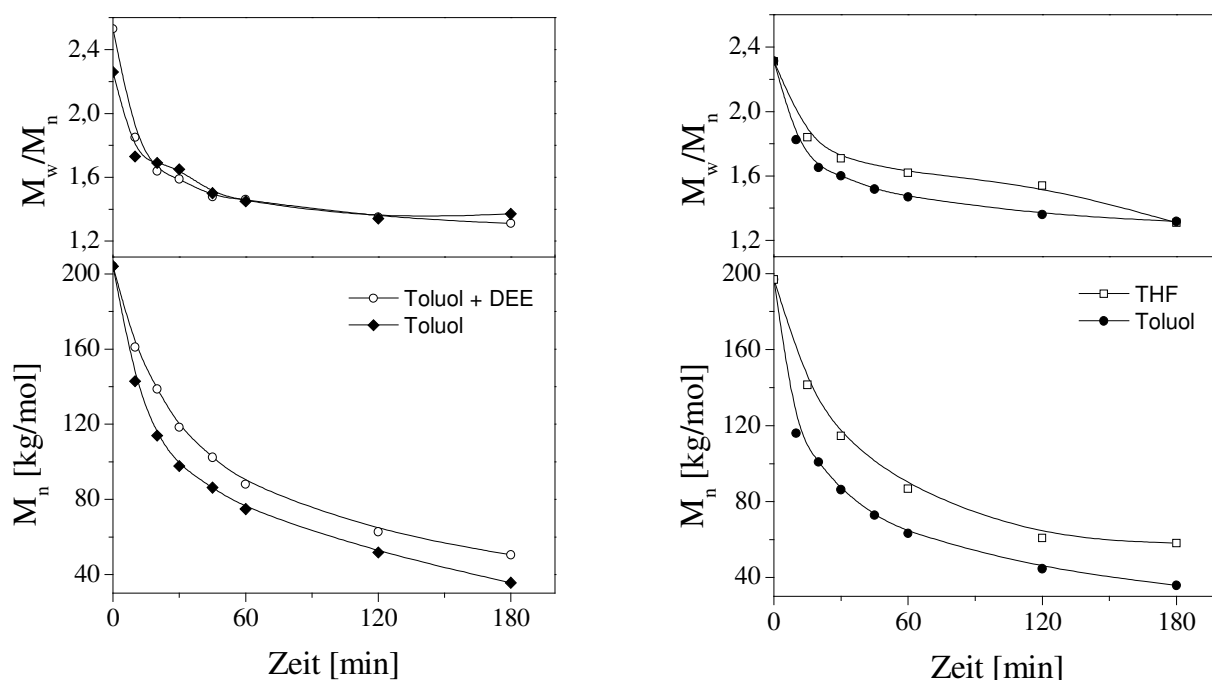 2,4
2,0
1,6
1,2
M_w/M_n
200
160
120
80
40
M_n [kg/mol]
Toluol + DEE
Toluol
0 60 120 180
Zeit [min]
2,4
2,0
1,6
1,2
M_w/M_n
200
160
120
80
40
M_n [kg/mol]
THF
Toluol
0 60 120 180
Zeit [min]